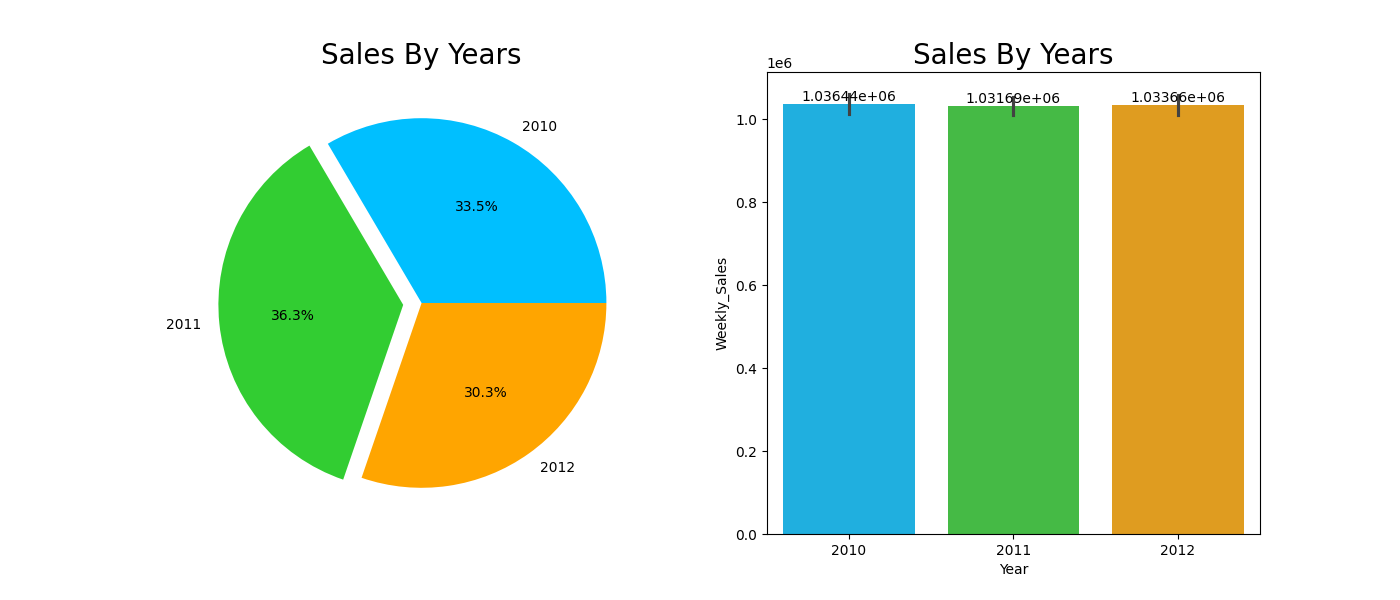 Sales By Years
2010
33.5%
36.3%
2011
30.3%
2012
Sales By Years
1e6
1.03644e+06
1.03169e+06
1.03366e+06
1.0
0.8
0.6
0.4
0.2
0.0
Weekly_Sales
2010
2011
2012
Year